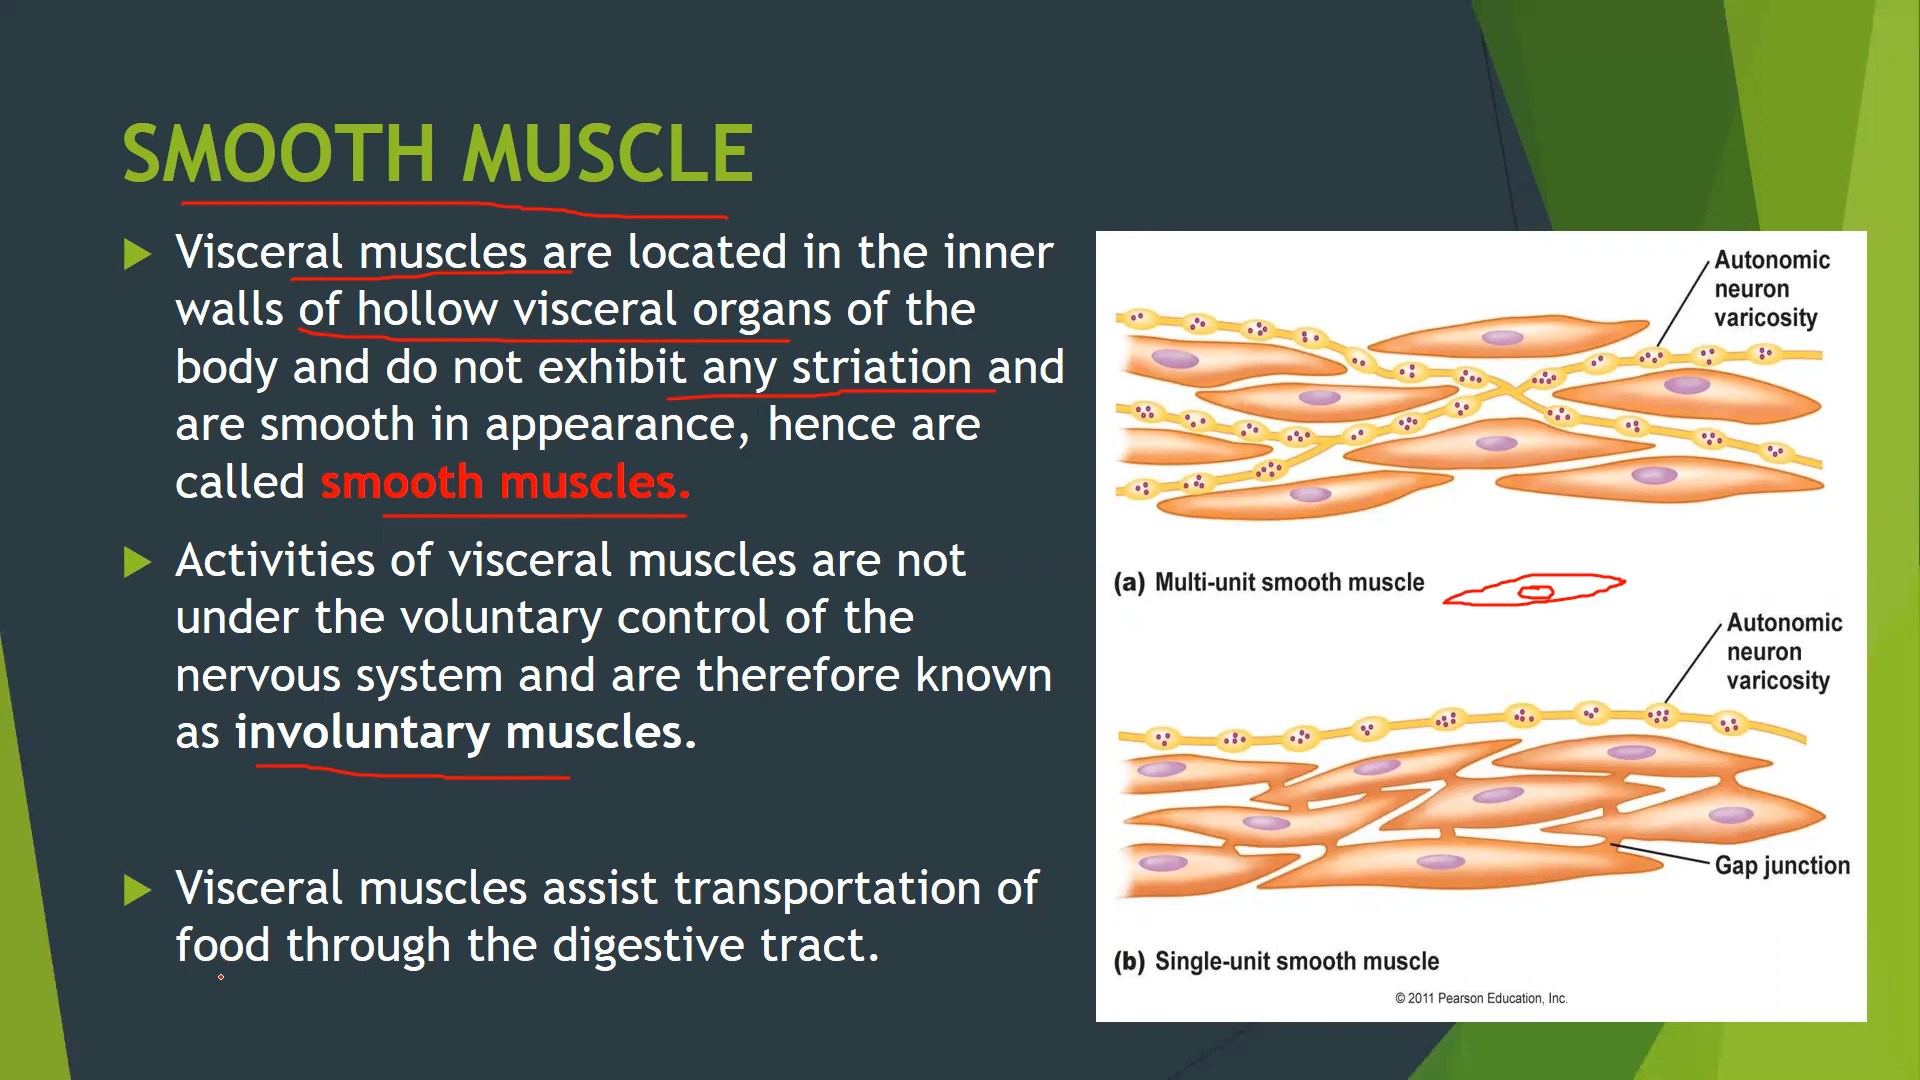 SMOOTH MUSCLE
Visceral muscles are located in the inner
walls of hollow visceral organs of the
body and do not exhibit any striation and
are smooth in appearance, hence are
called smooth muscles.
Activities of visceral muscles are not
under the voluntary control of the
nervous system and are therefore known
as involuntary muscles.
Visceral muscles assist transportation of
food through the digestive tract.
Autonomic
neuron
varicosity
(a) Multi-unit smooth muscle
Autonomic
neuron
varicosity
Gap junction
(b) Single-unit smooth muscle
© 2011 Pearson Education, Inc.